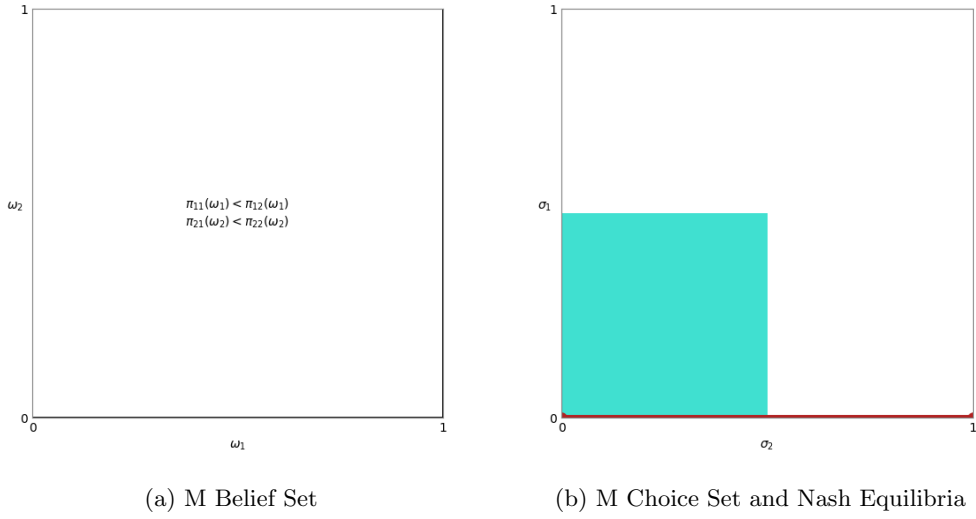 1
ω₂
π₁₁(ω₁) < π₁₂(ω₁)
π₂₁(ω₂) < π₂₂(ω₂)
0
0
1
ω₁
(a) M Belief Set
1
σ₁
0
0
1
σ₂
(b) M Choice Set and Nash Equilibria